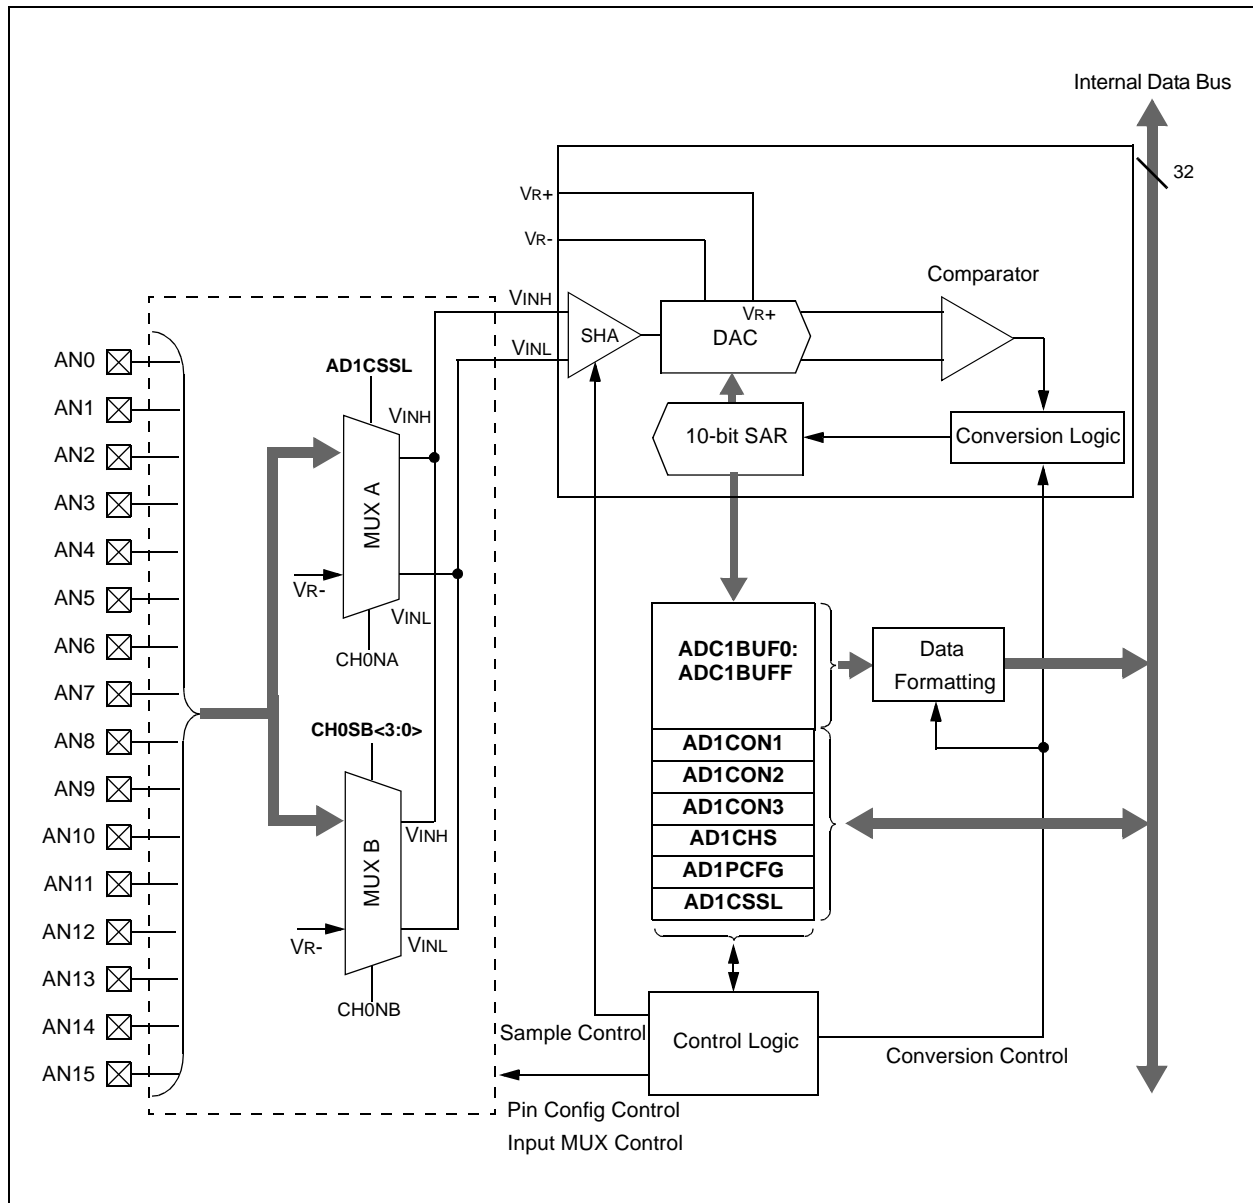 Internal Data Bus
32
VR+
VR-
Comparator
VINH
VINL
SHA
VR+
DAC
10-bit SAR
Conversion Logic
AN0
AN1
AN2
AN3
AN4
AN5
AN6
AN7
AN8
AN9
AN10
AN11
AN12
AN13
AN14
AN15
AD1CSSL
VINH
MUX A
VR-
VINL
CH0NA
CH0SB<3:0>
VINH
MUX B
VR-
VINL
CH0NB
ADC1BUF0:
ADC1BUFF
Data
Formatting
AD1CON1
AD1CON2
AD1CON3
AD1CHS
AD1PCFG
AD1CSSL
Sample Control
Control Logic
Conversion Control
Pin Config Control
Input MUX Control